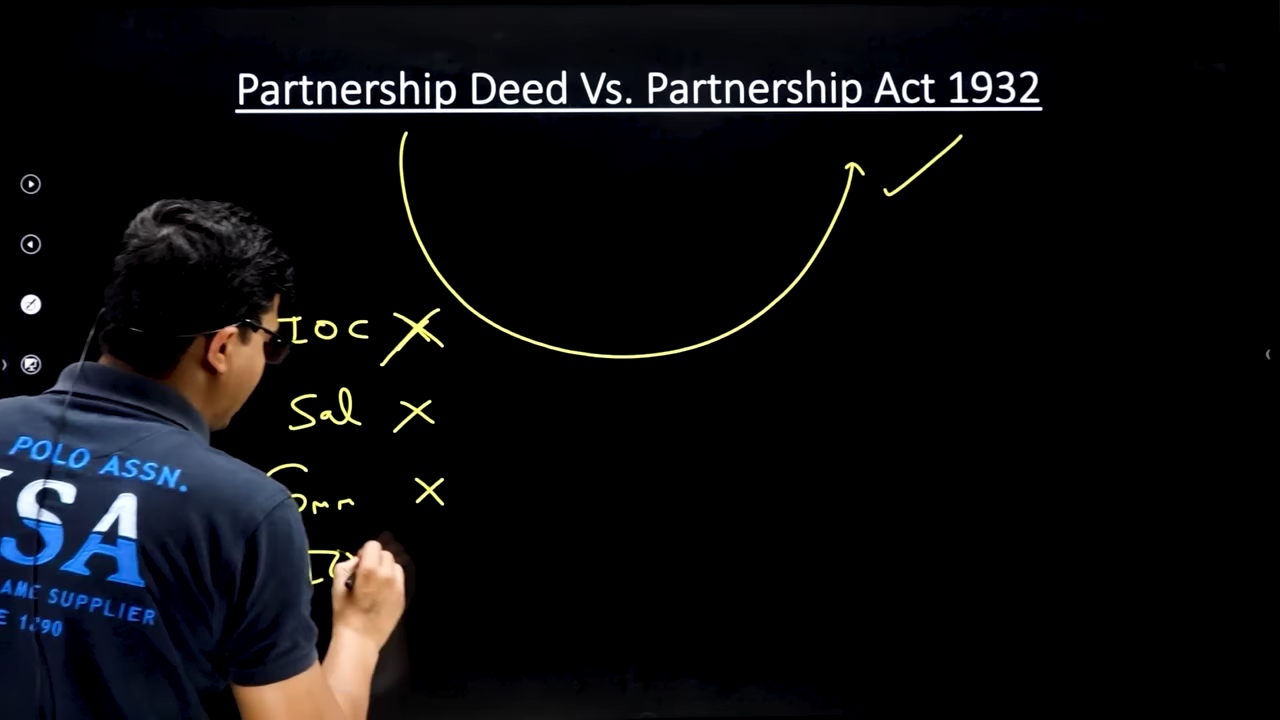 Partnership Deed Vs. Partnership Act 1932
IOC X
Sal X
X
POLO ASSN.
SA
SUPPLIER